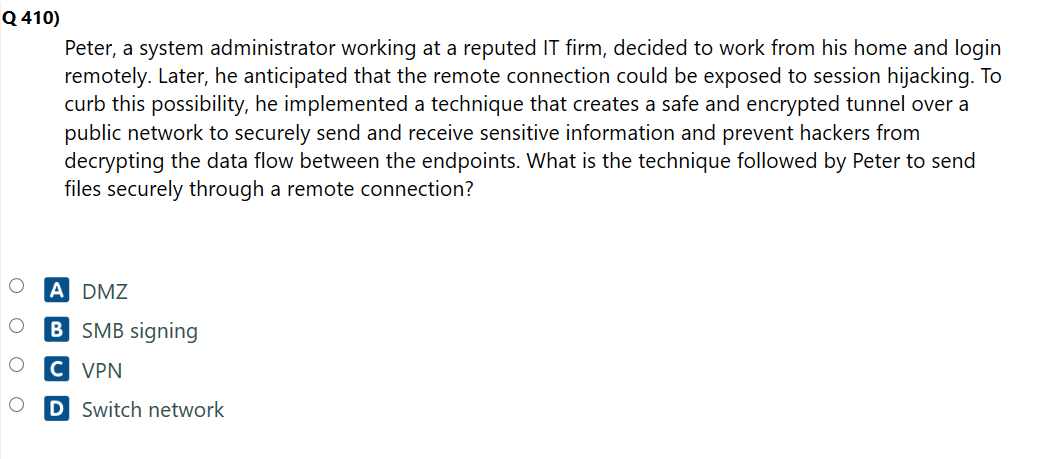 Q 410)
Peter, a system administrator working at a reputed IT firm, decided to work from his home and login
remotely. Later, he anticipated that the remote connection could be exposed to session hijacking. To
curb this possibility, he implemented a technique that creates a safe and encrypted tunnel over a
public network to securely send and receive sensitive information and prevent hackers from
decrypting the data flow between the endpoints. What is the technique followed by Peter to send
files securely through a remote connection?
A DMZ
B SMB signing
C VPN
D Switch network